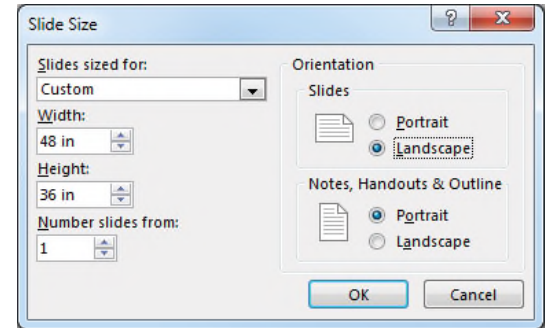 Slide Size
Slides sized for:
Custom
Width:
48 in
Height:
36 in
Number slides from:
1
Orientation
Slides
Portrait
Landscape
Notes, Handouts & Outline
Portrait
Landscape
OK
Cancel